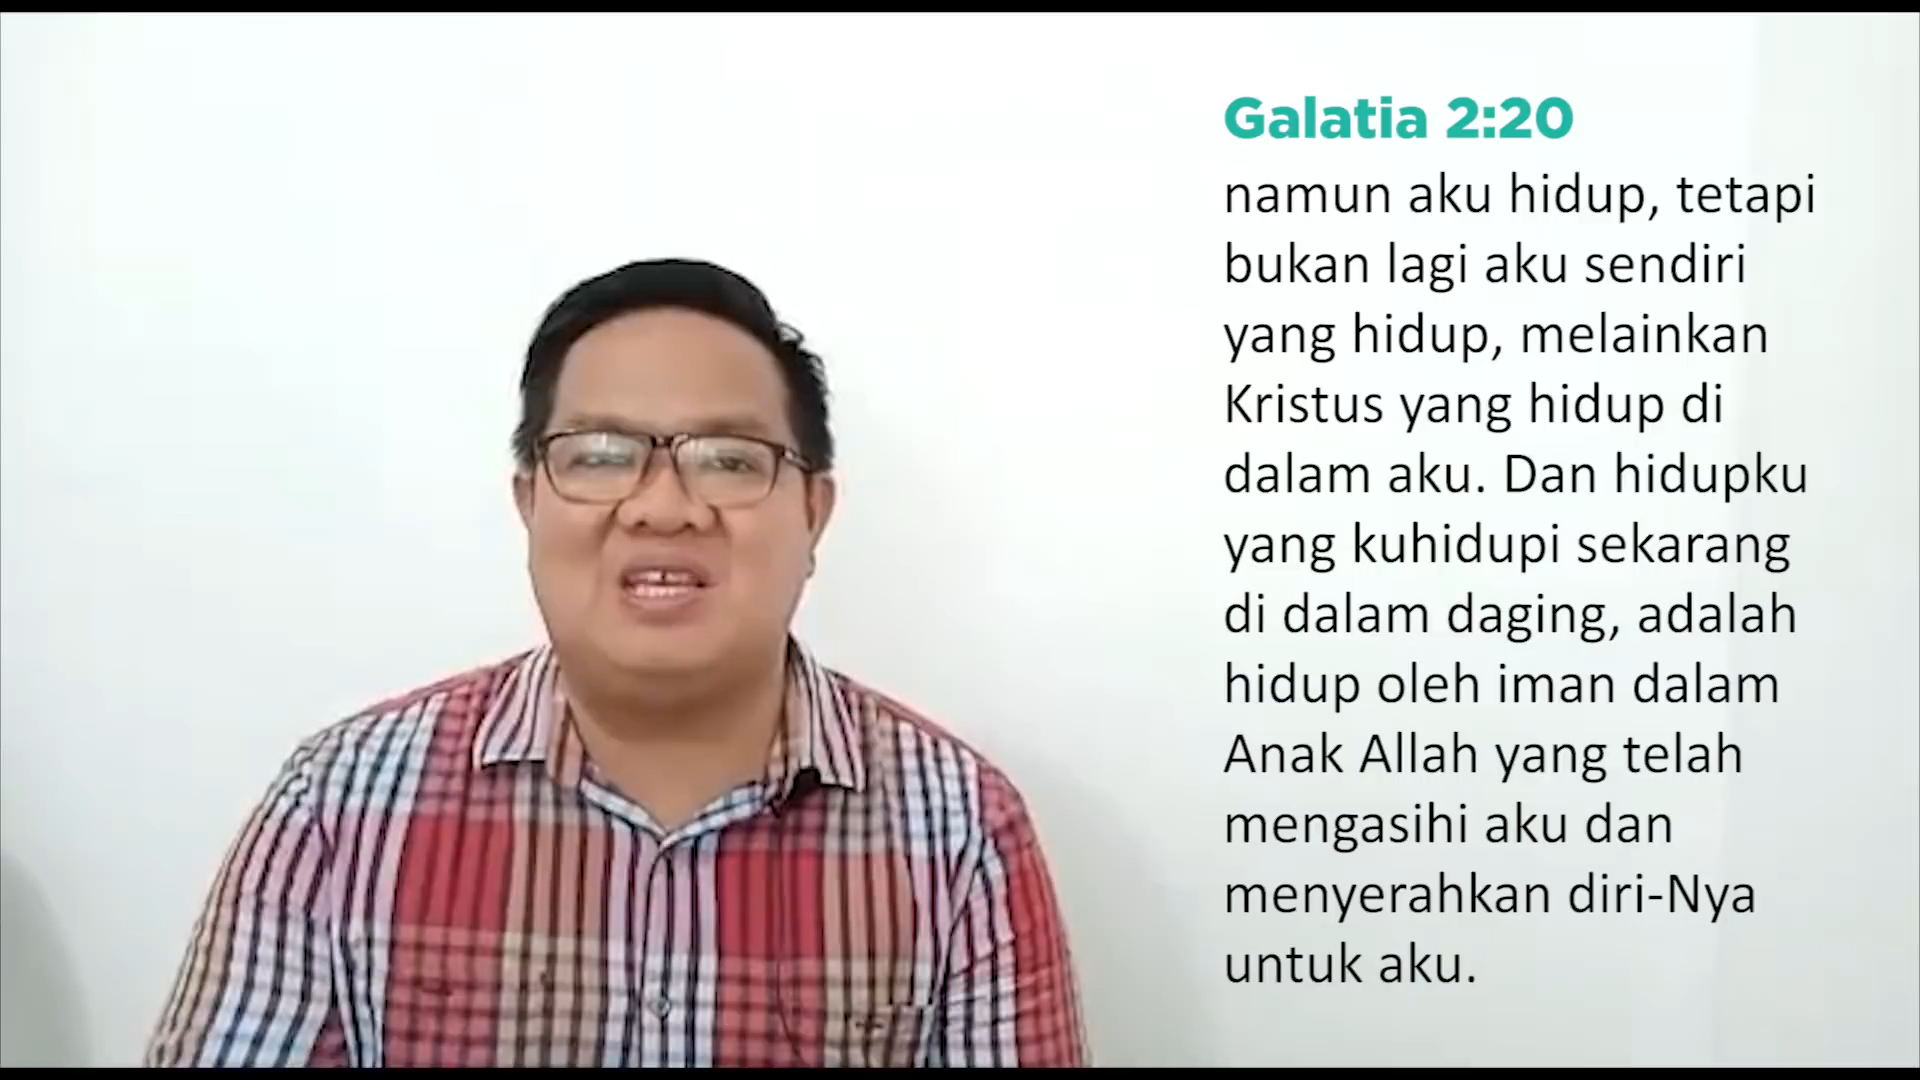 Galatia 2:20
namun aku hidup, tetapi
bukan lagi aku sendiri
yang hidup, melainkan
Kristus yang hidup di
dalam aku. Dan hidupku
yang kuhidupi sekarang
di dalam daging, adalah
hidup oleh iman dalam
Anak Allah yang telah
mengasihi aku dan
menyerahkan diri-Nya
untuk aku.